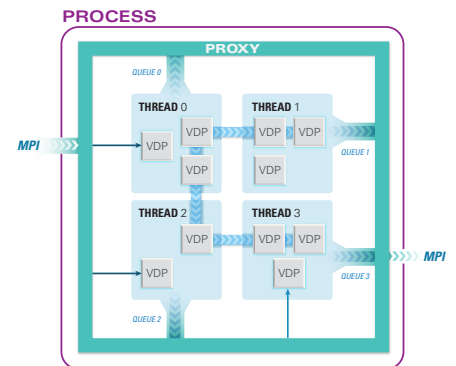 PROCESS
PROXY
QUEUE 0
THREAD 0
THREAD 1
VDP
VDP
VDP
VDP
MPI
VDP
QUEUE 1
VDP
VDP
THREAD 2
THREAD 3
VDP
VDP
VDP
MPI
VDP
VDP
QUEUE 3
QUEUE 2